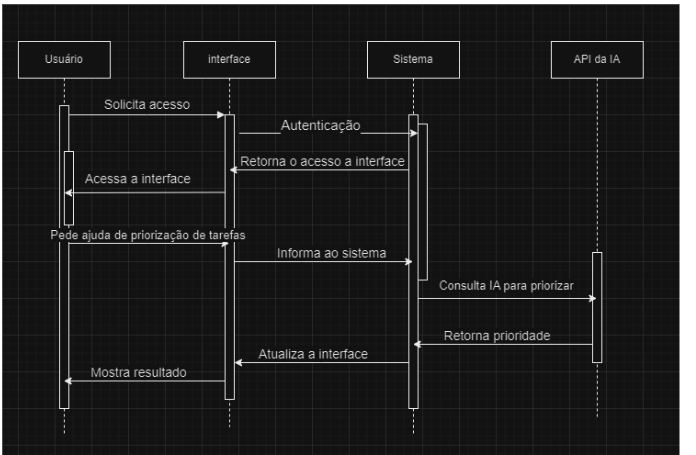 Usuário
interface
Sistema
API da IA
Solicita acesso
Autenticação
Retorna o acesso a interface
Acessa a interface
Pede ajuda de priorização de tarefas
Informa ao sistema
Consulta IA para priorizar
Retorna prioridade
Atualiza a interface
Mostra resultado